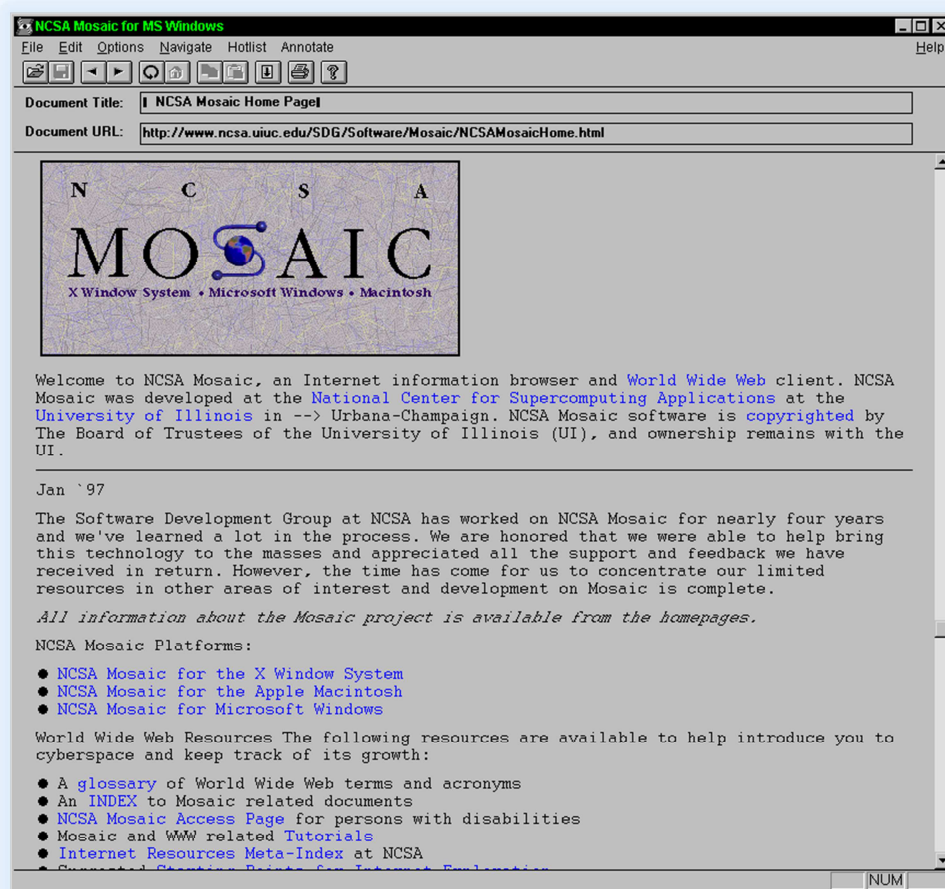 NCSA Mosaic for MS Windows
File Edit Options Navigate Hotlist Annotate Help
Document Title: NCSA Mosaic Home Page
Document URL: http://www.ncsa.uiuc.edu/SDG/Software/Mosaic/NCSAMosaicHome.html
N C S A
MOSAIC
X Window System • Microsoft Windows • Macintosh
Welcome to NCSA Mosaic, an Internet information browser and World Wide Web client. NCSA
Mosaic was developed at the National Center for Supercomputing Applications at the
University of Illinois in --> Urbana-Champaign. NCSA Mosaic software is copyrighted by
The Board of Trustees of the University of Illinois (UI), and ownership remains with the
UI.
Jan `97
The Software Development Group at NCSA has worked on NCSA Mosaic for nearly four years
and we've learned a lot in the process. We are honored that we were able to help bring
this technology to the masses and appreciated all the support and feedback we have
received in return. However, the time has come for us to concentrate our limited
resources in other areas of interest and development on Mosaic is complete.
All information about the Mosaic project is available from the homepages.
NCSA Mosaic Platforms:
● NCSA Mosaic for the X Window System
● NCSA Mosaic for the Apple Macintosh
● NCSA Mosaic for Microsoft Windows
World Wide Web Resources The following resources are available to help introduce you to
cyberspace and keep track of its growth:
● A glossary of World Wide Web terms and acronyms
● An INDEX to Mosaic related documents
● NCSA Mosaic Access Page for persons with disabilities
● Mosaic and WWW related Tutorials
● Internet Resources Meta-Index at NCSA
● Suggested Starting Points for Internet Exploration
NUM